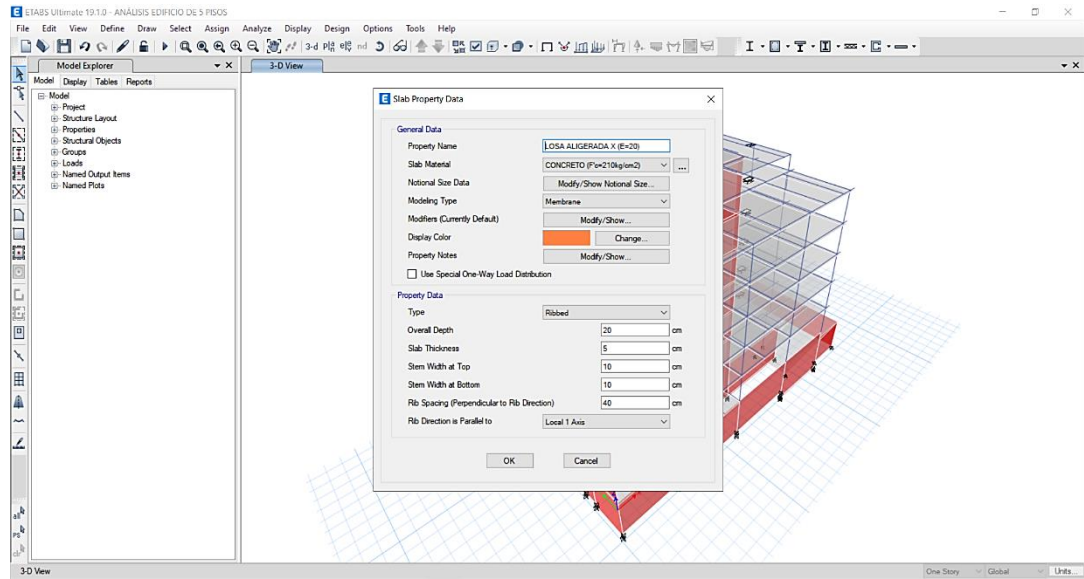 ETABS Ultimate 19.1.0 - ANÁLISIS EDIFICIO DE 5 PISOS
File Edit View Define Draw Select Assign Analyze Display Design Options Tools Help
Model Explorer
3-D View
Model Display Tables Reports
Model
Project
Structure Layout
Properties
Structural Objects
Groups
Loads
Named Output Items
Named Plots
Slab Property Data
General Data
Property Name LOSA ALIGERADA X (E=20)
Slab Material CONCRETO (F'c=210kg/cm2) ...
Notional Size Data Modify/Show Notional Size...
Modeling Type Membrane
Modifiers (Currently Default) Modify/Show...
Display Color Change...
Property Notes Modify/Show...
Use Special One-Way Load Distribution
Property Data
Type Ribbed
Overall Depth 20 cm
Slab Thickness 5 cm
Stem Width at Top 10 cm
Stem Width at Bottom 10 cm
Rib Spacing (Perpendicular to Rib Direction) 40 cm
Rib Direction is Parallel to Local 1 Axis
OK Cancel
3-D View One Story Global Units...